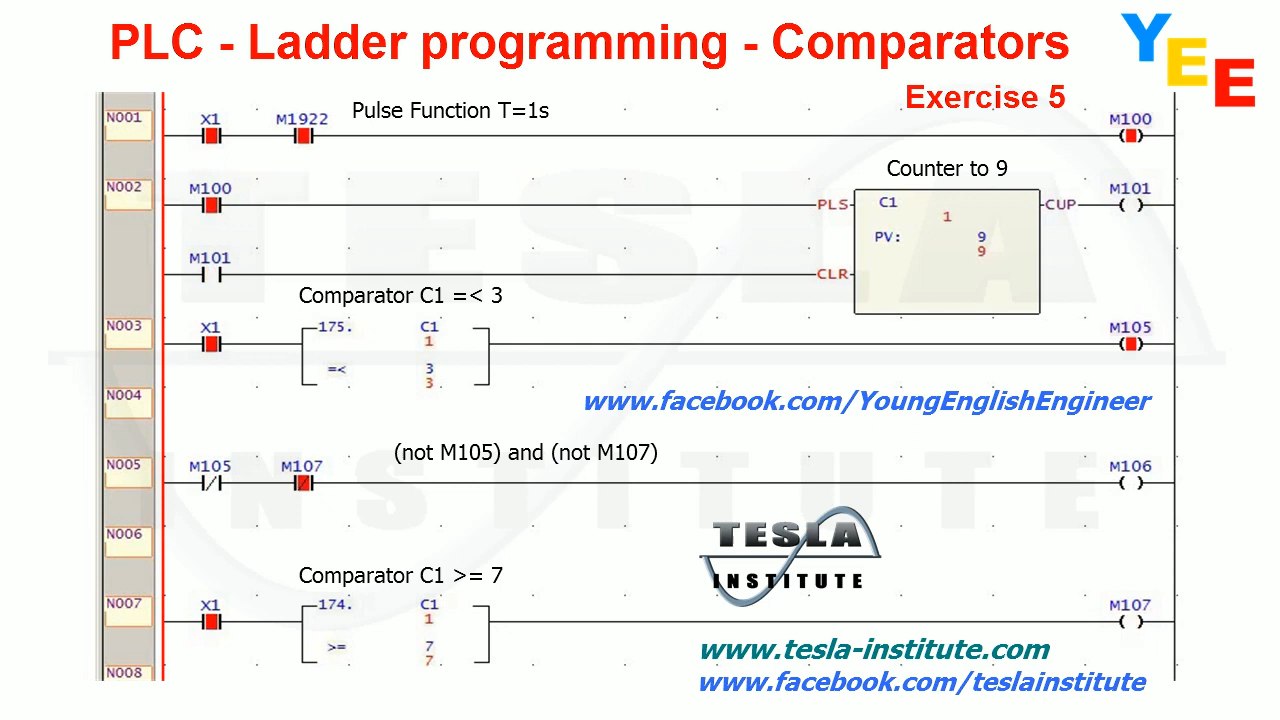 PLC - Ladder programming - Comparators
YEE
Exercise 5
N001 X1 M1922 Pulse Function T=1s M100
Counter to 9
N002 M100 PLS C1 1 CUP M101
PV: 9
9
M101 CLR
Comparator C1 =< 3
N003 X1 175. C1 M105
1
=< 3
3
N004
www.facebook.com/YoungEnglishEngineer
(not M105) and (not M107)
N005 M105 M107 M106
N006
TESLA
INSTITUTE
Comparator C1 >= 7
N007 X1 174. C1 M107
1
>= 7
7
www.tesla-institute.com
N008
www.facebook.com/teslainstitute
TESLA
INSTITUTE